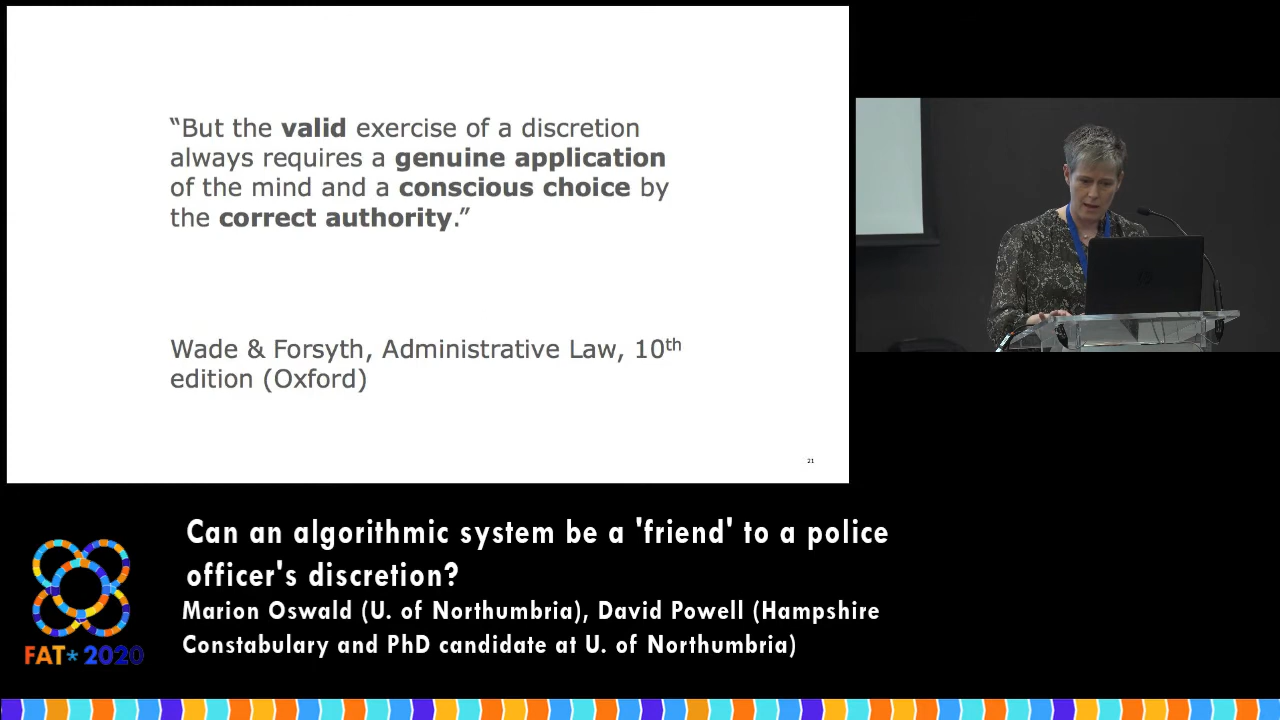 “But the valid exercise of a discretion
always requires a genuine application
of the mind and a conscious choice by
the correct authority.”
Wade & Forsyth, Administrative Law, 10th
edition (Oxford)
21
Can an algorithmic system be a 'friend' to a police
officer's discretion?
Marion Oswald (U. of Northumbria), David Powell (Hampshire
Constabulary and PhD candidate at U. of Northumbria)
FAT* 2020